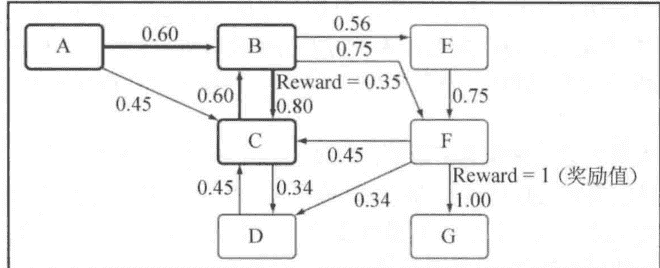 A 0.60 B 0.56 E
0.75
Reward = 0.35
0.45 0.60 0.80 0.75
C 0.45 F
Reward = 1（奖励值）
0.45 0.34 0.34 1.00
D G